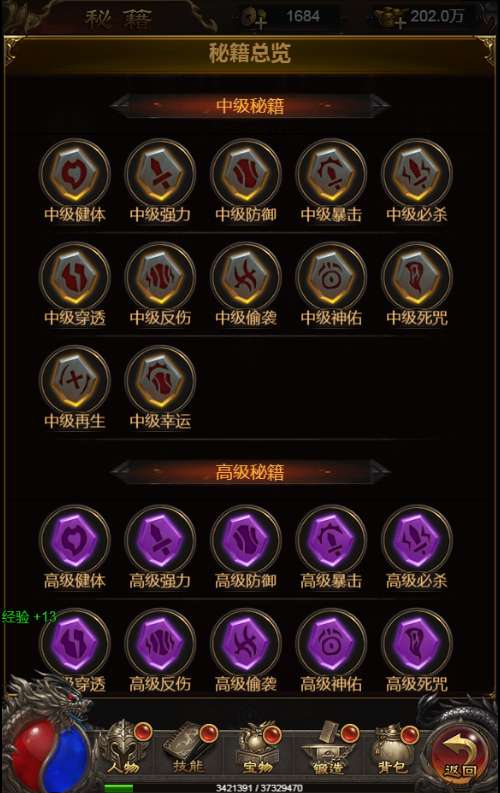 秘籍 1684 202.0万
秘籍总览
中级秘籍
中级健体 中级强力 中级防御 中级暴击 中级必杀
中级穿透 中级反伤 中级偷袭 中级神佑 中级死咒
中级再生 中级幸运
高级秘籍
高级健体 高级强力 高级防御 高级暴击 高级必杀
经验 +13
级穿透 高级反伤 高级偷袭 高级神佑 高级死咒
人物 技能 宝物 锻造 背包 返回
3421391 / 37329470